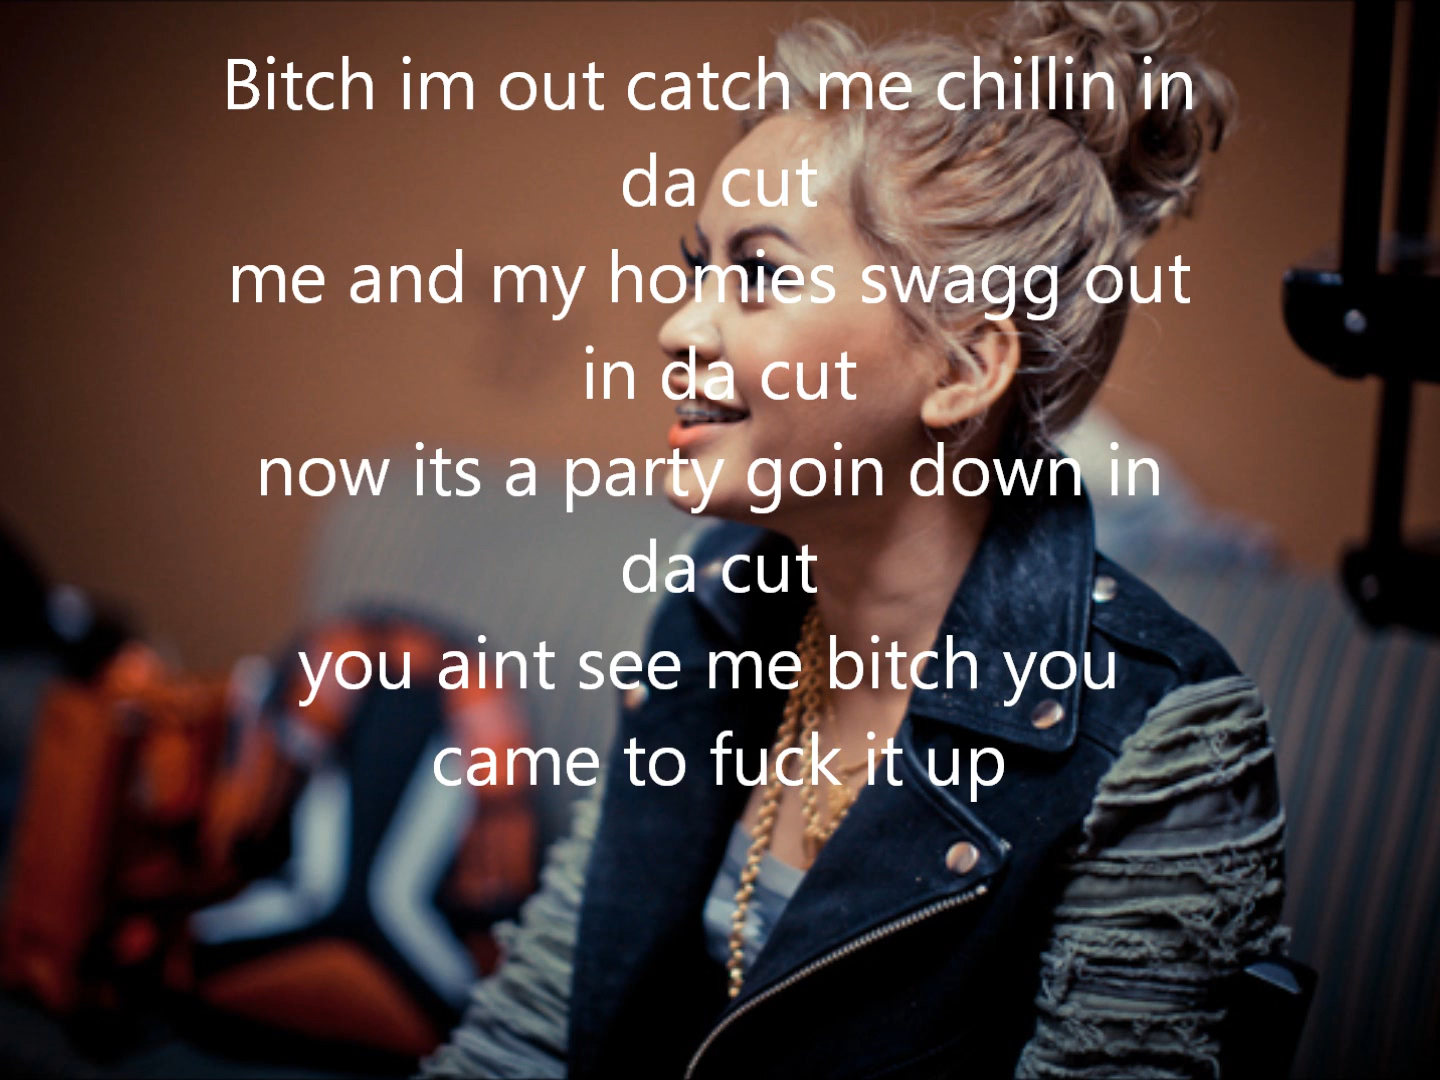 Bitch im out catch me chillin in
da cut
me and my homies swagg out
in da cut
now its a party goin down in
da cut
you aint see me bitch you
came to fuck it up